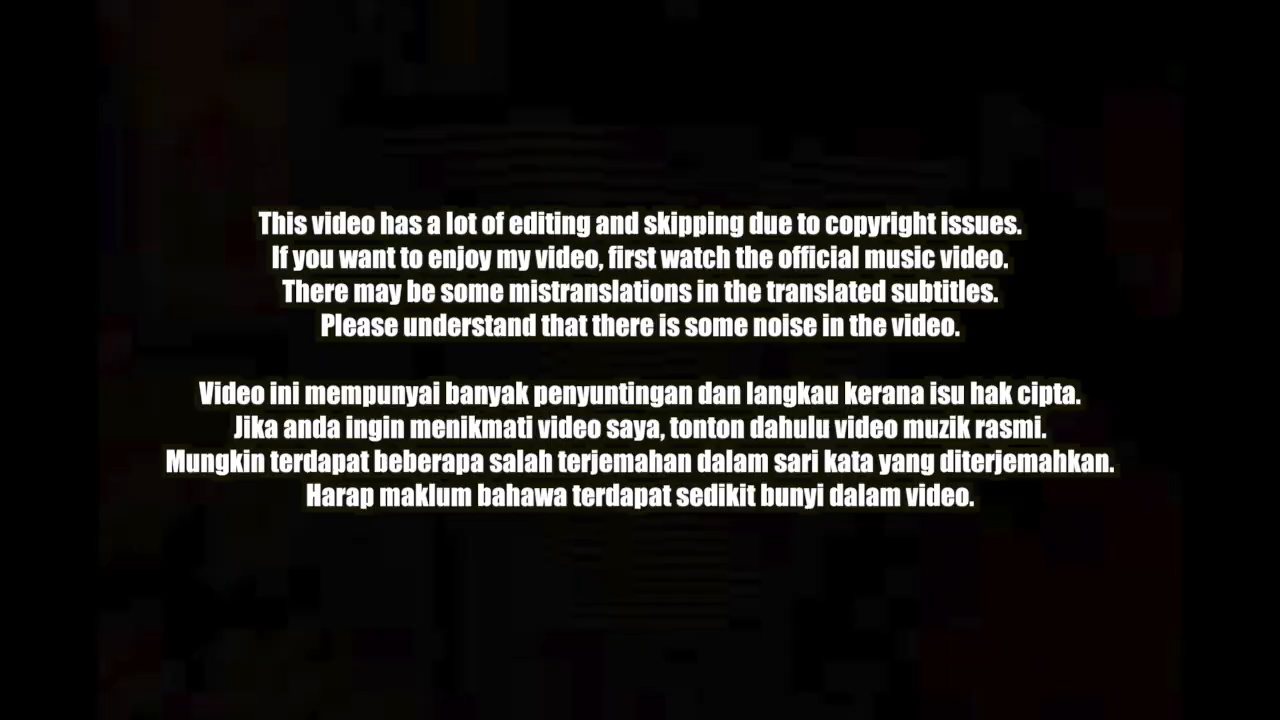 This video has a lot of editing and skipping due to copyright issues.
If you want to enjoy my video, first watch the official music video.
There may be some mistranslations in the translated subtitles.
Please understand that there is some noise in the video.
Video ini mempunyai banyak penyuntingan dan langkau kerana isu hak cipta.
Jika anda ingin menikmati video saya, tonton dahulu video muzik rasmi.
Mungkin terdapat beberapa salah terjemahan dalam sari kata yang diterjemahkan.
Harap maklum bahawa terdapat sedikit bunyi dalam video.